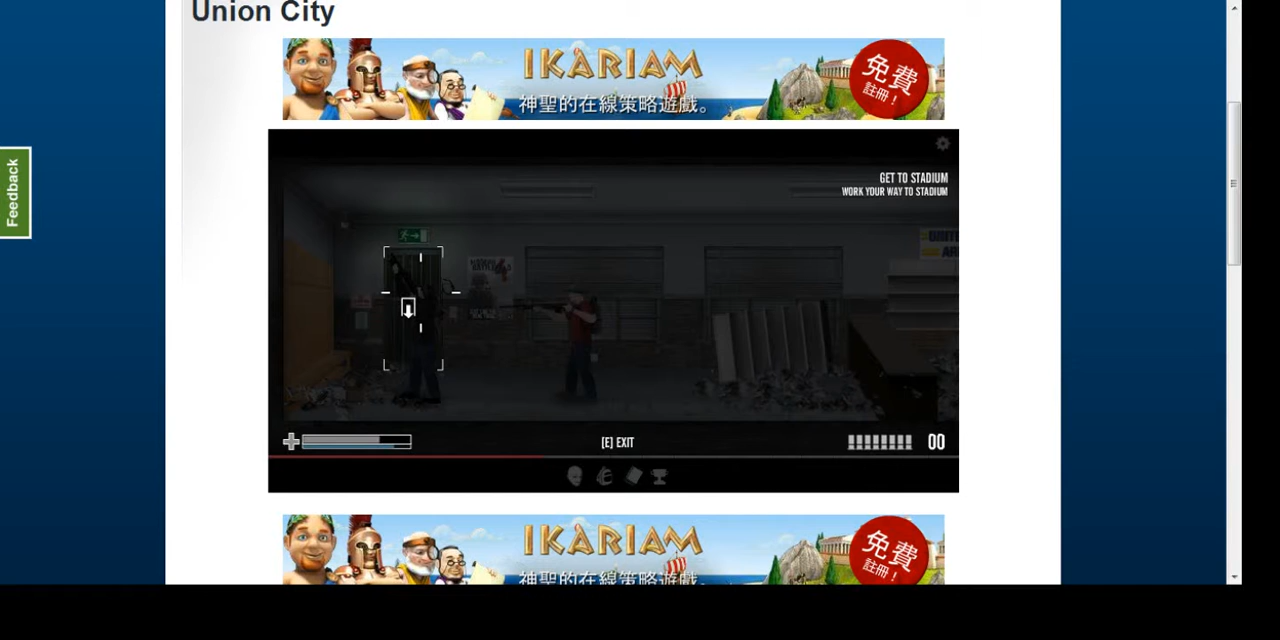 Union City
IKARIAM
神聖的在線策略遊戲。
免費
註冊！
Feedback
GET TO STADIUM
WORK YOUR WAY TO STADIUM
[E] EXIT
00
IKARIAM
神聖的在線策略遊戲。
免費
註冊！